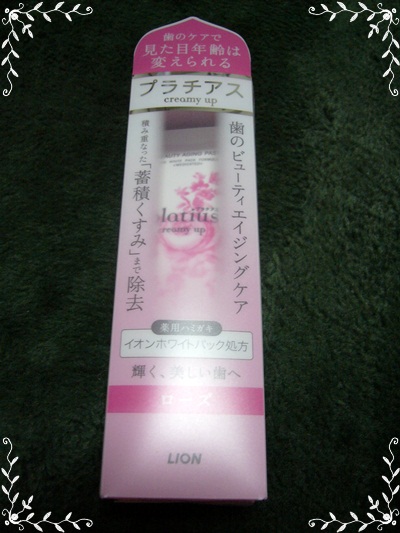 歯のケアで
見た目年齢は
変えられる
プラチアス
creamy up
歯のビューティ エイジングケア
積み重なった「蓄積くすみ」まで除去
latius
creamy up
薬用ハミガキ
イオンホワイトパック処方
輝く、美しい歯へ
ローズ
LION